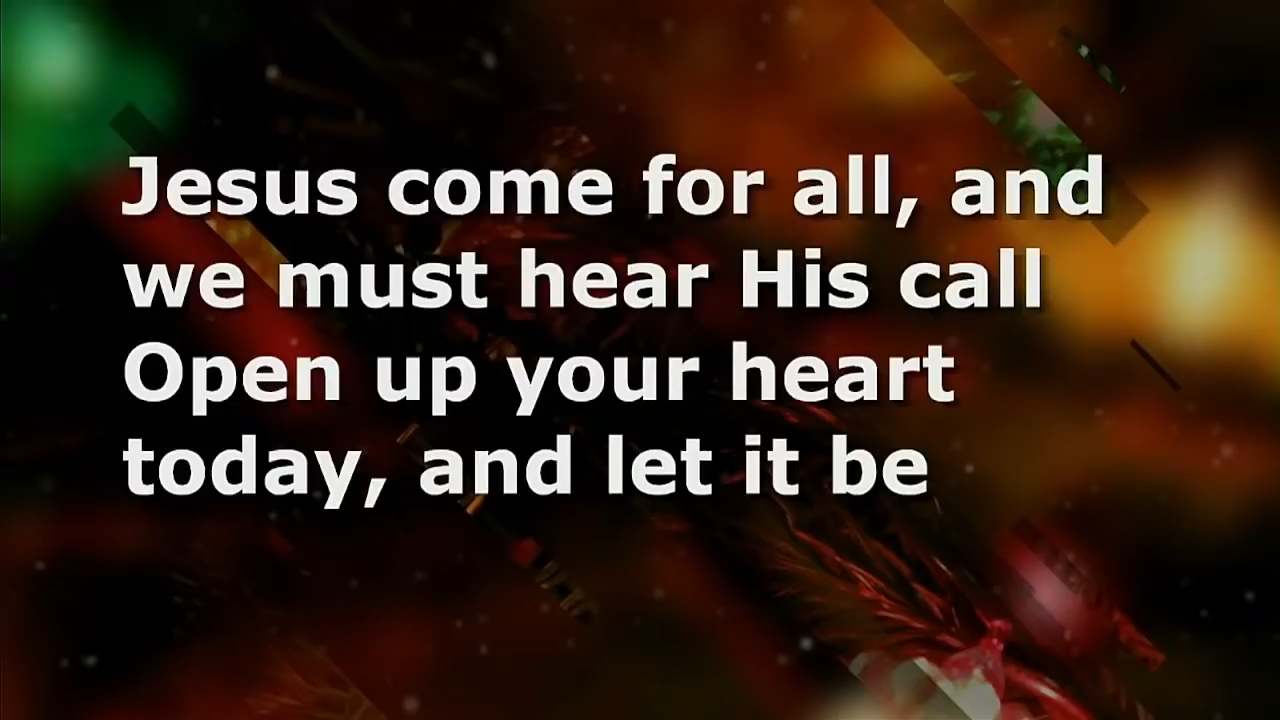 Jesus come for all, and
we must hear His call
Open up your heart
today, and let it be